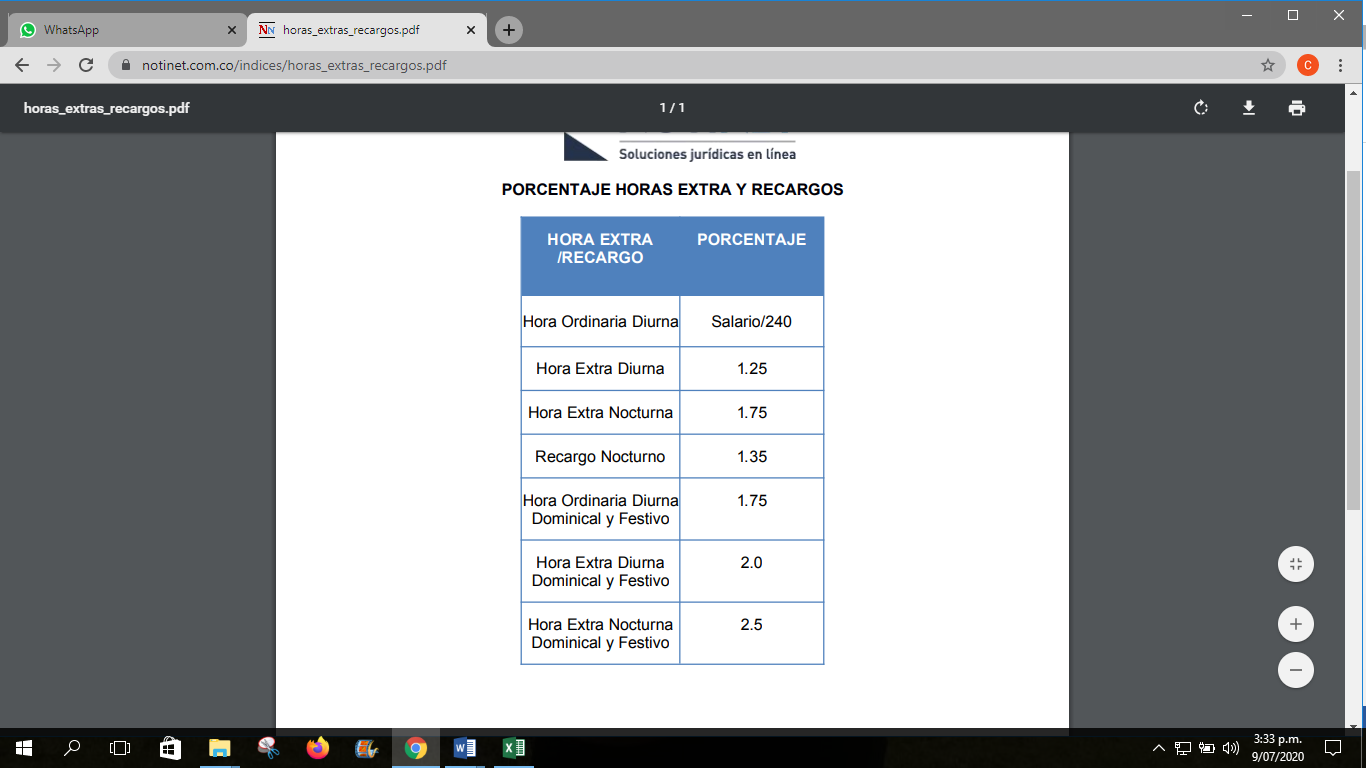 WhatsApp
NN horas_extras_recargos.pdf
notinet.com.co/indices/horas_extras_recargos.pdf
C
horas_extras_recargos.pdf
1 / 1
Soluciones jurídicas en línea
PORCENTAJE HORAS EXTRA Y RECARGOS
HORA EXTRA PORCENTAJE
/RECARGO
Hora Ordinaria Diurna Salario/240
Hora Extra Diurna 1.25
Hora Extra Nocturna 1.75
Recargo Nocturno 1.35
Hora Ordinaria Diurna 1.75
Dominical y Festivo
Hora Extra Diurna 2.0
Dominical y Festivo
Hora Extra Nocturna 2.5
Dominical y Festivo
3:33 p.m.
9/07/2020